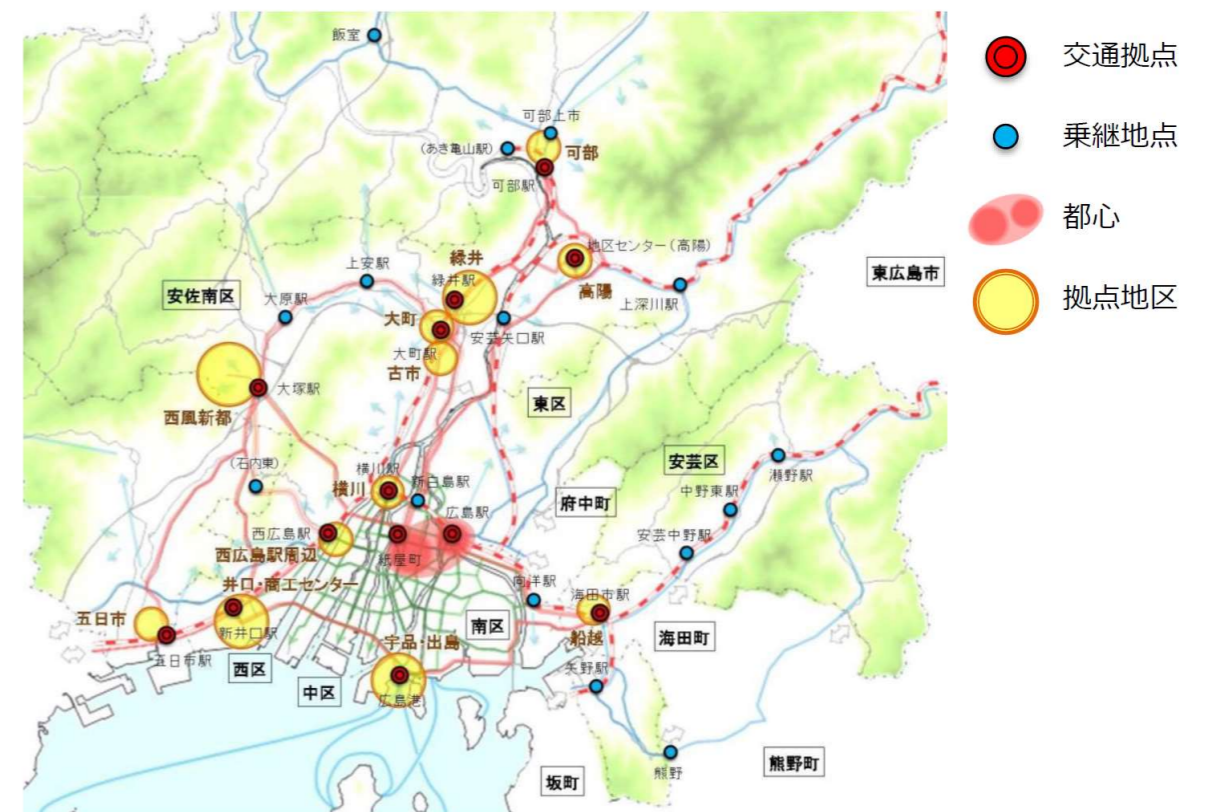 飯室
可部上市
(あき亀山駅)
可部
可部駅
地区センター(高陽)
緑井
緑井駅
高陽
上安駅
上深川駅
安佐南区
大原駅
大町
安芸矢口駅
大町駅
古市
大塚駅
西風新都
東区
東広島市
(石内東)
横川駅
横川
新白島駅
広島駅
安芸区
瀬野駅
中野東駅
府中町
安芸中野駅
西広島駅
西広島駅周辺
紙屋町
井口・商工センター
向洋駅
海田市駅
五日市
新井口駅
宇品・出島
南区
船越
海田町
五日市駅
西区
矢野駅
中区
広島港
熊野
坂町
熊野町
交通拠点
乗継地点
都心
拠点地区